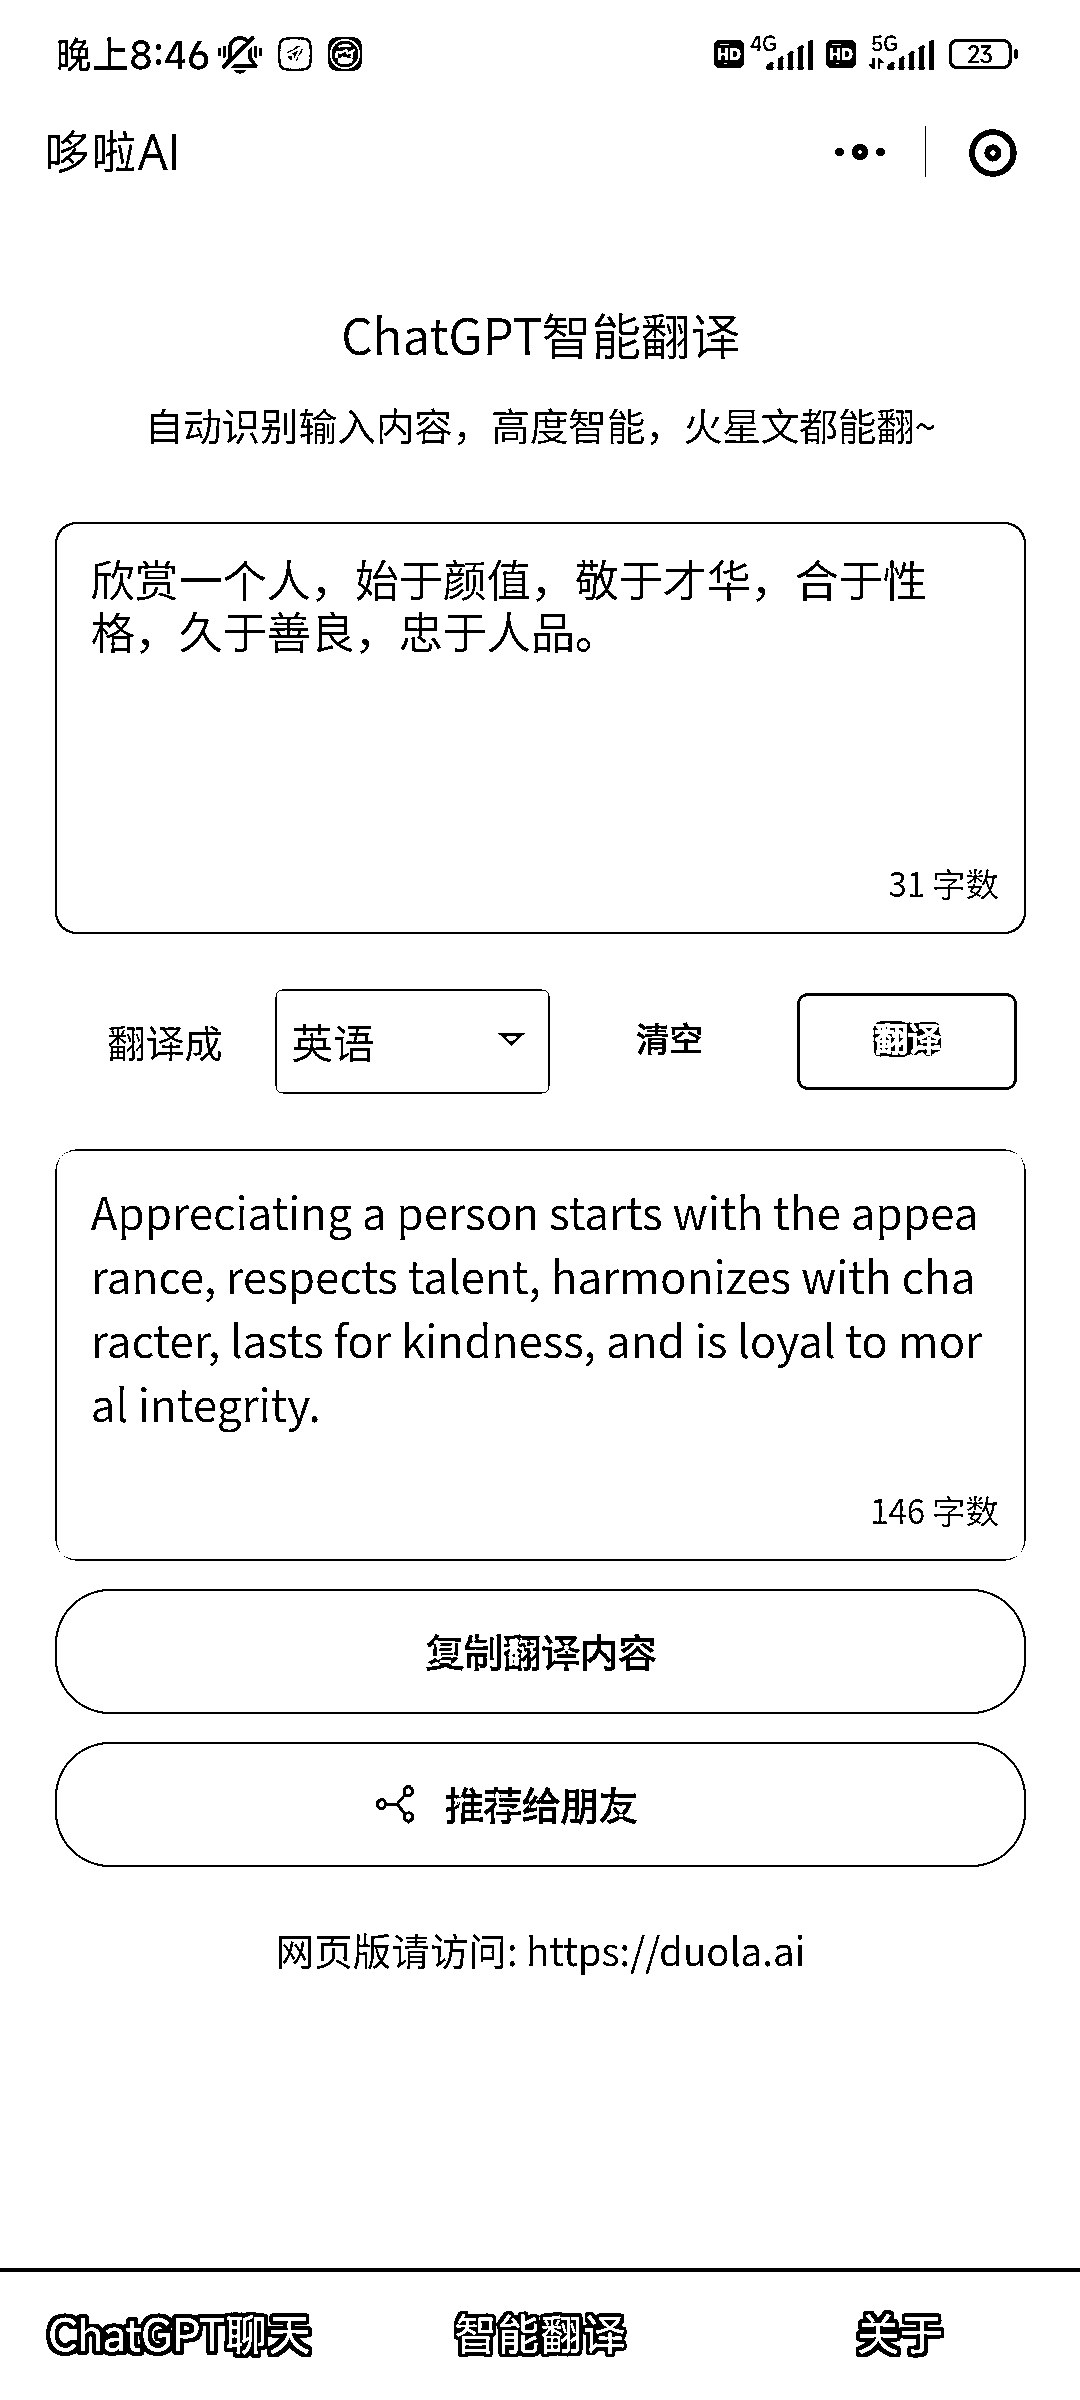 晚上8:46 HD 4G HD 5G 23
哆啦AI
ChatGPT智能翻译
自动识别输入内容，高度智能，火星文都能翻~
欣赏一个人，始于颜值，敬于才华，合于性
格，久于善良，忠于人品。
31 字数
翻译成 英语 清空 翻译
Appreciating a person starts with the appea
rance, respects talent, harmonizes with cha
racter, lasts for kindness, and is loyal to mor
al integrity.
146 字数
复制翻译内容
推荐给朋友
网页版请访问: https://duola.ai
ChatGPT聊天 智能翻译 关于